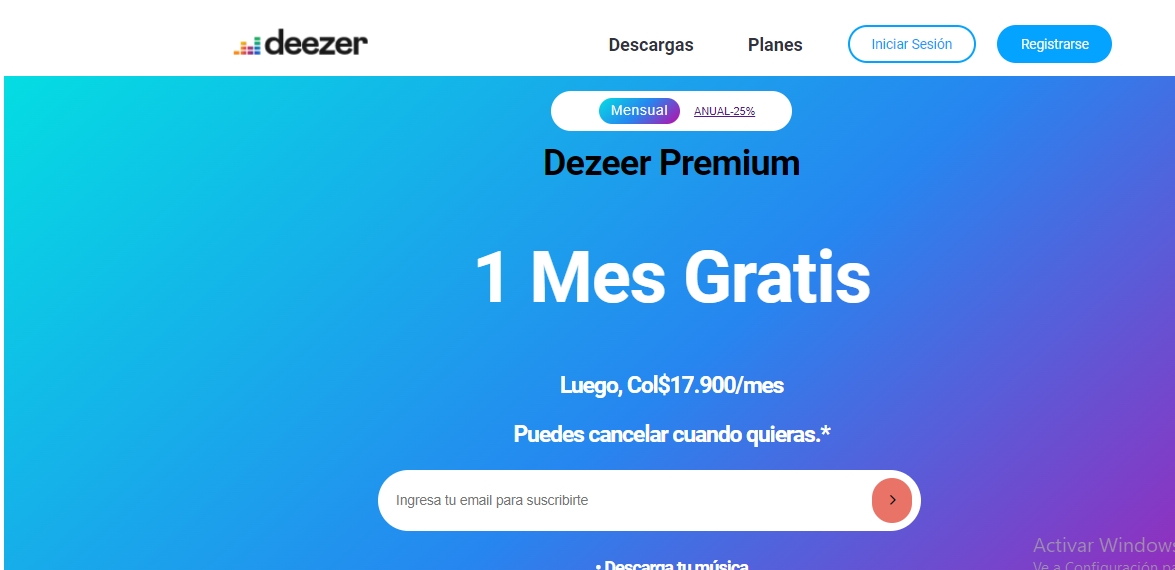 deezer
Descargas Planes Iniciar Sesión Registrarse
Mensual ANUAL-25%
Dezeer Premium
1 Mes Gratis
Luego, Col$17.900/mes
Puedes cancelar cuando quieras.*
Ingresa tu email para suscribirte
• Descarga tu música
Activar Windows
Ve a Configuración pa